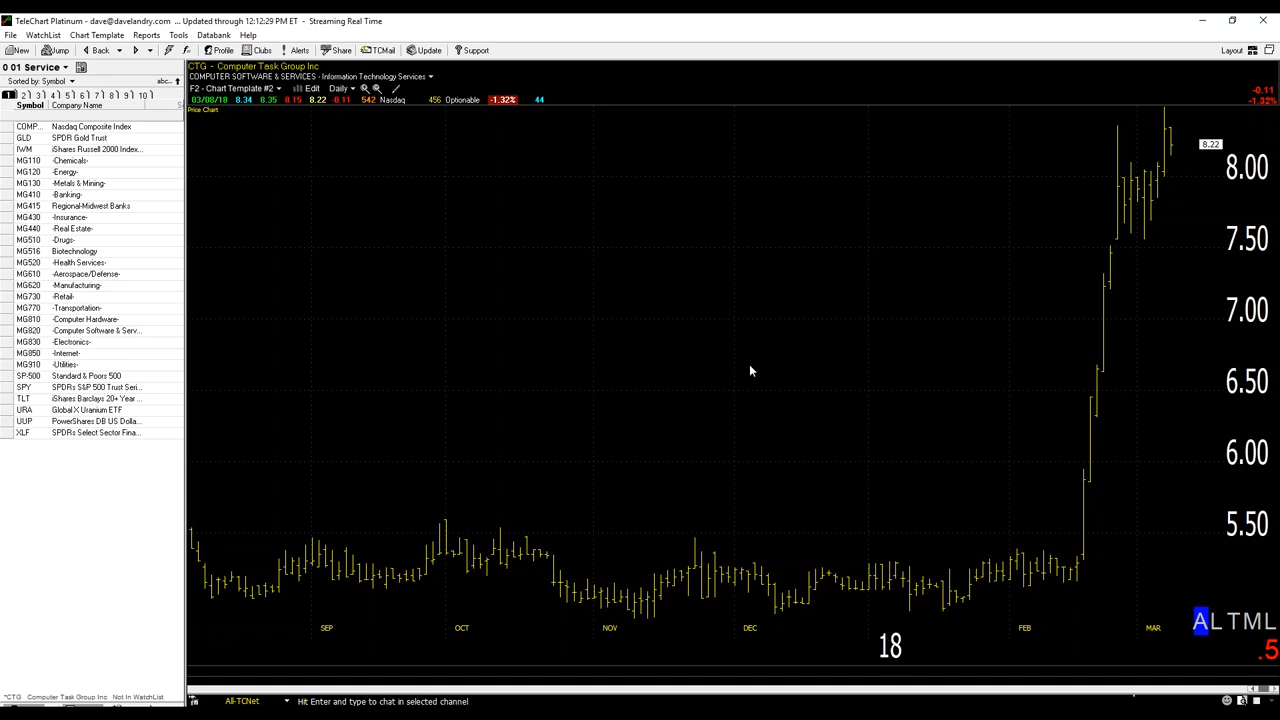 TeleChart Platinum - dave@davelandry.com ... Updated through 12:12:29 PM ET - Streaming Real Time
File WatchList Chart Template Reports Tools Databank Help
New Jump Back Profile Clubs Alerts Share TCMail Update Support Layout
0 01 Service
Sorted by: Symbol abc..
1 2 3 4 5 6 7 8 9 10
Symbol Company Name
COMP... Nasdaq Composite Index
GLD SPDR Gold Trust
IWM iShares Russell 2000 Index...
MG110 -Chemicals-
MG120 -Energy-
MG130 -Metals & Mining-
MG410 -Banking-
MG415 Regional-Midwest Banks
MG430 -Insurance-
MG440 -Real Estate-
MG510 -Drugs-
MG516 Biotechnology
MG520 -Health Services-
MG610 -Aerospace/Defense-
MG620 -Manufacturing-
MG730 -Retail-
MG770 -Transportation-
MG810 -Computer Hardware-
MG820 -Computer Software & Serv...
MG830 -Electronics-
MG850 -Internet-
MG910 -Utilities-
SP-500 Standard & Poors 500
SPY SPDRs S&P 500 Trust Seri...
TLT iShares Barclays 20+ Year ...
URA Global X Uranium ETF
UUP PowerShares DB US Dolla...
XLF SPDRs Select Sector Fina...
CTG - Computer Task Group Inc
COMPUTER SOFTWARE & SERVICES - Information Technology Services
F2 - Chart Template #2 Edit Daily
03/08/18 8.34 8.35 8.15 8.22 -0.11 542 Nasdaq 456 Optionable -1.32% 44
-0.11
-1.32%
Price Chart
8.22
8.00
7.50
7.00
6.50
6.00
5.50
SEP OCT NOV DEC 18 FEB MAR
ALTML
.5
*CTG Computer Task Group Inc Not In WatchList
All-TCNet Hit Enter and type to chat in selected channel